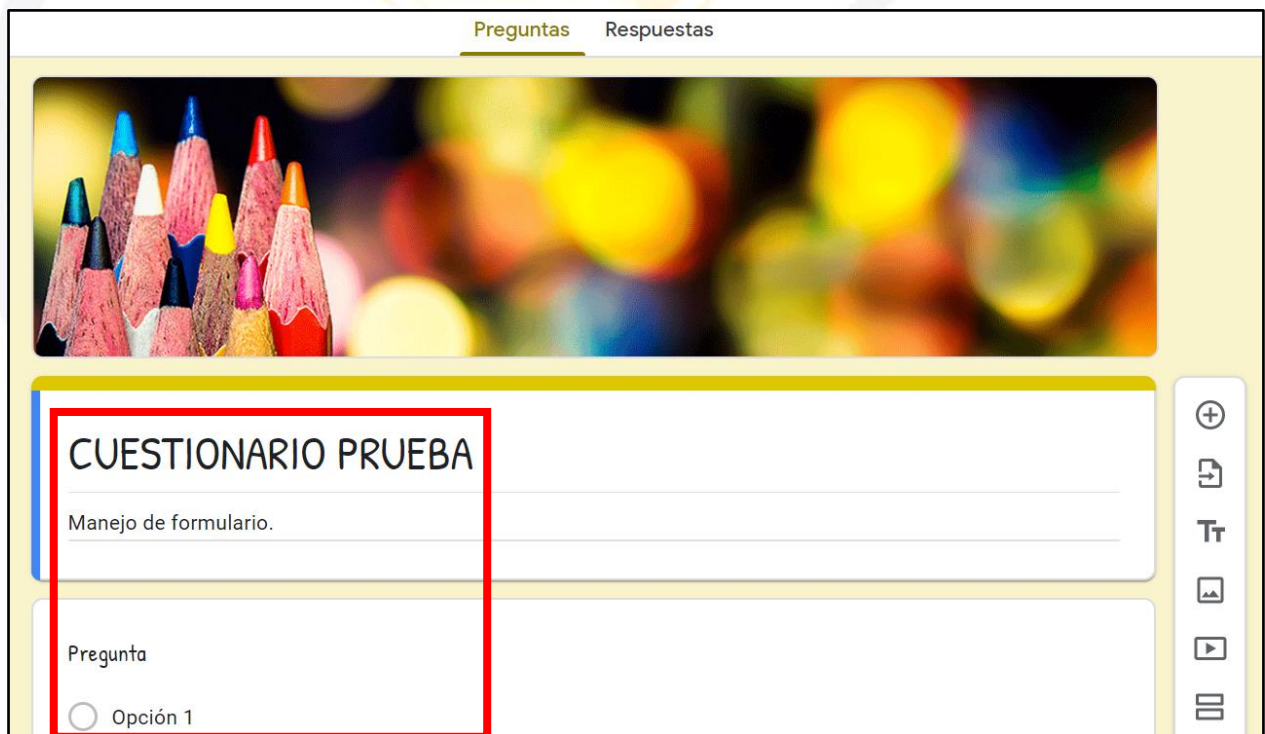 Preguntas Respuestas
CUESTIONARIO PRUEBA
Manejo de formulario.
Pregunta
Opción 1